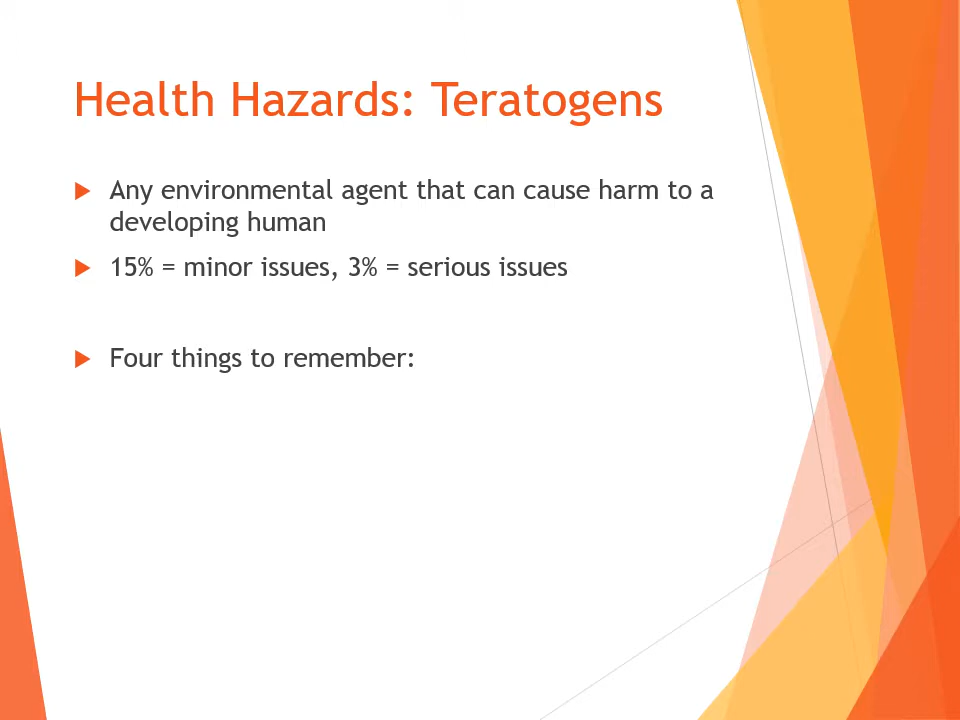 Health Hazards: Teratogens
Any environmental agent that can cause harm to a
developing human
15% = minor issues, 3% = serious issues
Four things to remember: